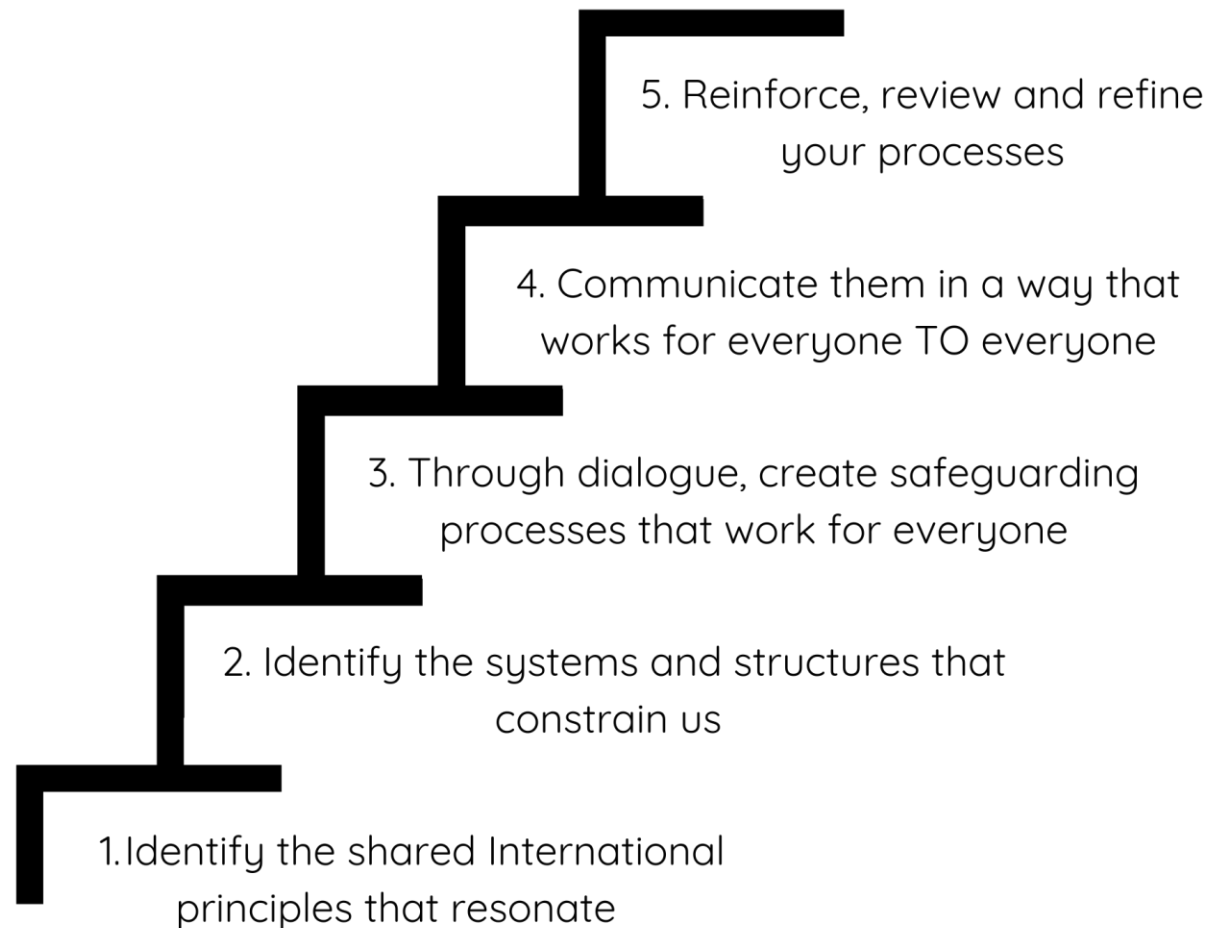 5. Reinforce, review and refine
your processes
4. Communicate them in a way that
works for everyone TO everyone
3. Through dialogue, create safeguarding
processes that work for everyone
2. Identify the systems and structures that
constrain us
1. Identify the shared International
principles that resonate